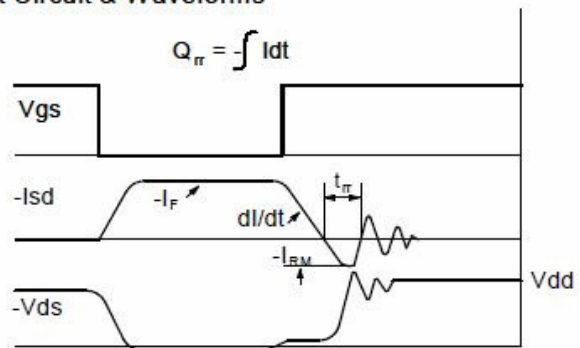 Circuit & Waveforms
Q_rr = -∫ Idt
Vgs
-Isd
-I_F
dI/dt
t_rr
-I_RM
Vdd
-Vds